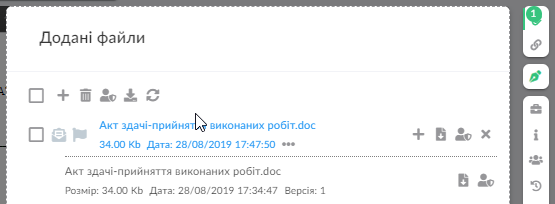 1
Додані файли
Акт здачі-прийняття виконаних робіт.doc
34.00 Kb Дата: 28/08/2019 17:47:50
Акт здачі-прийняття виконаних робіт.doc
Розмір: 34.00 Kb Дата: 28/08/2019 17:34:47 Версія: 1